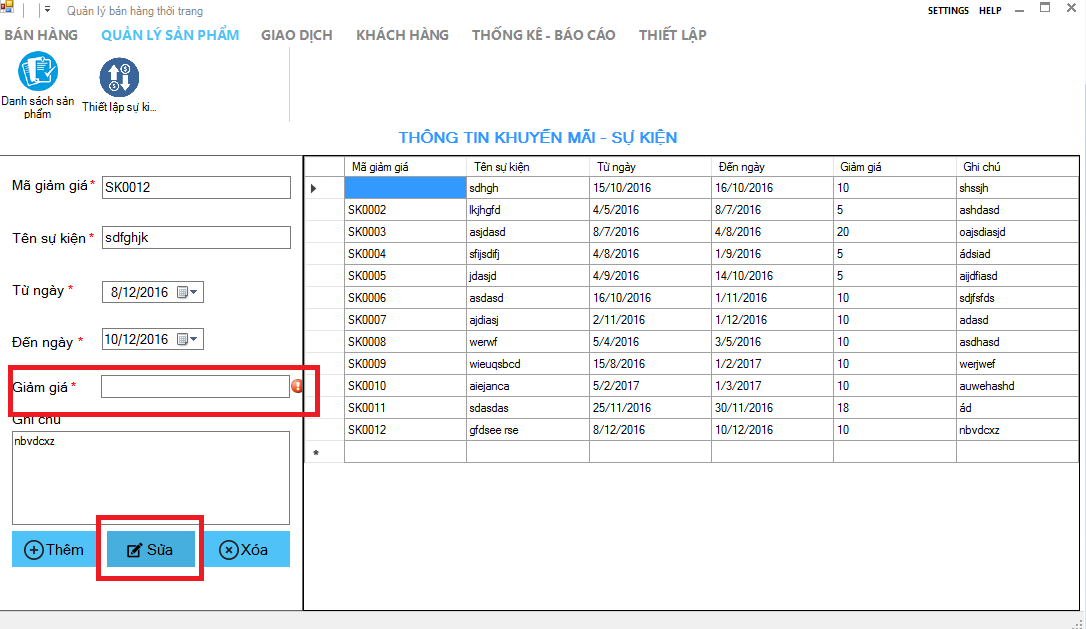 Quản lý bán hàng thời trang
SETTINGS HELP
BÁN HÀNG QUẢN LÝ SẢN PHẨM GIAO DỊCH KHÁCH HÀNG THỐNG KÊ - BÁO CÁO THIẾT LẬP
Danh sách sản
phẩm
Thiết lập sự ki...
THÔNG TIN KHUYẾN MÃI - SỰ KIỆN
Mã giảm giá * SK0012
Tên sự kiện * sdfghjk
Từ ngày * 8/12/2016
Đến ngày * 10/12/2016
Giảm giá *
Ghi chú
nbvdcxz
Thêm Sửa Xóa
Mã giảm giá Tên sự kiện Từ ngày Đến ngày Giảm giá Ghi chú
sdhgh 15/10/2016 16/10/2016 10 shssjh
SK0002 lkjhgfd 4/5/2016 8/7/2016 5 ashdasd
SK0003 asjdasd 8/7/2016 4/8/2016 20 oajsdiasjd
SK0004 sfijsdifj 4/8/2016 1/9/2016 5 ádsiad
SK0005 jdasjd 4/9/2016 14/10/2016 5 aijdfiasd
SK0006 asdasd 16/10/2016 1/11/2016 10 sdjfsfds
SK0007 ajdiasj 2/11/2016 1/12/2016 10 adasd
SK0008 werwf 5/4/2016 3/5/2016 10 asdhasd
SK0009 wieuqsbcd 15/8/2016 1/2/2017 10 werjwef
SK0010 aiejanca 5/2/2017 1/3/2017 10 auwehashd
SK0011 sdasdas 25/11/2016 30/11/2016 18 ád
SK0012 gfdsee rse 8/12/2016 10/12/2016 10 nbvdcxz
*